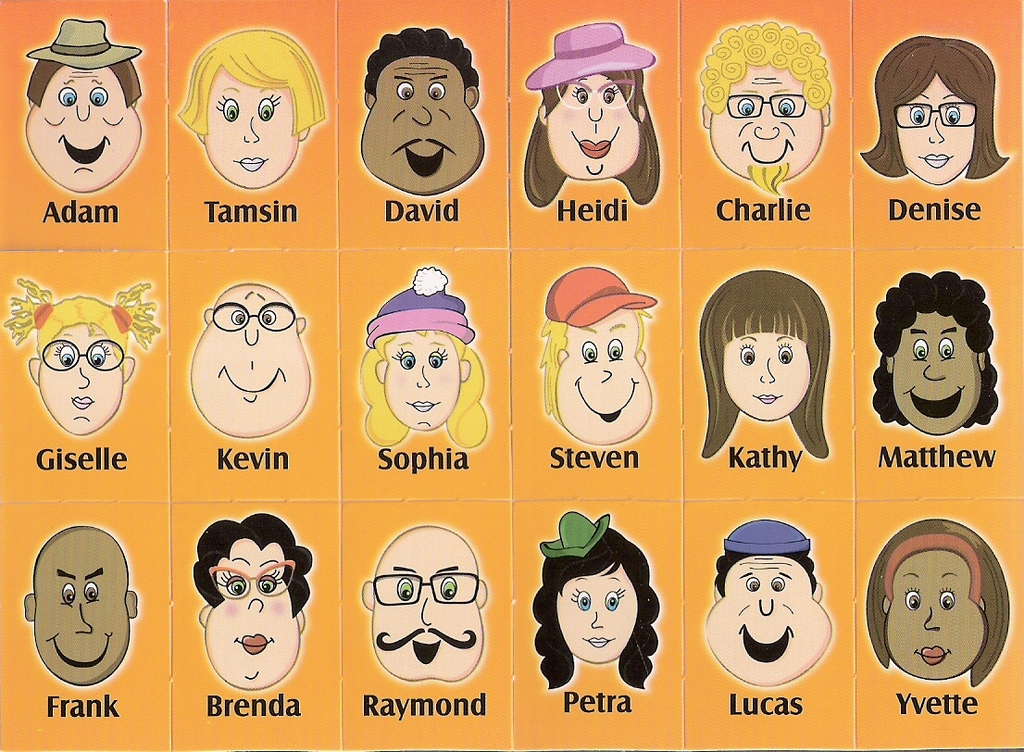 Adam Tamsin David Heidi Charlie Denise
Giselle Kevin Sophia Steven Kathy Matthew
Frank Brenda Raymond Petra Lucas Yvette